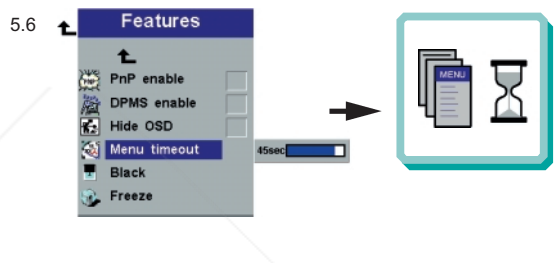 5.6
Features
PnP enable
DPMS enable
Hide OSD
Menu timeout
45sec
Black
Freeze
MENU